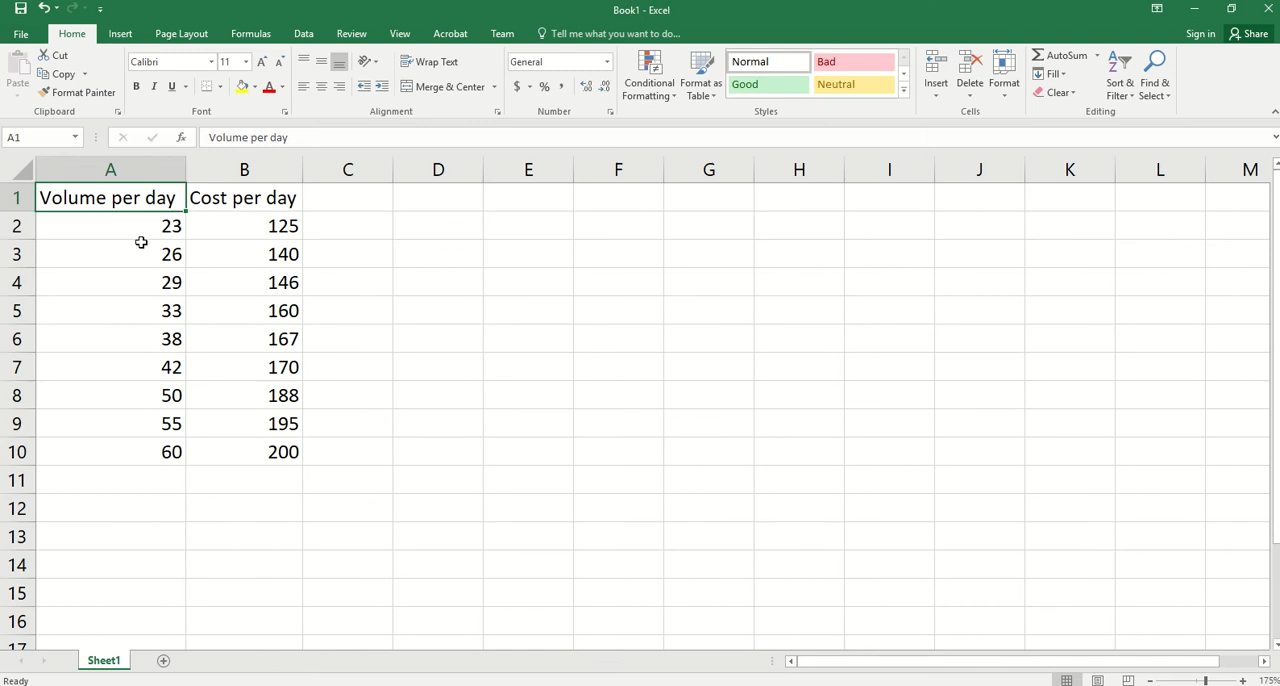 Book1 - Excel
File Home Insert Page Layout Formulas Data Review View Acrobat Team Tell me what you want to do... Sign in Share
Paste Cut Calibri 11 Wrap Text General Conditional Formatting Format as Table Normal Bad Insert Delete Format AutoSum Sort & Filter Find & Select
Copy B I U Merge & Center $ % , Good Neutral Fill
Format Painter Clear
Clipboard Font Alignment Number Styles Cells Editing
A1 fx Volume per day
A B C D E F G H I J K L M
1 Volume per day Cost per day
2 23 125
3 26 140
4 29 146
5 33 160
6 38 167
7 42 170
8 50 188
9 55 195
10 60 200
11
12
13
14
15
16
17
Sheet1
Ready 175%